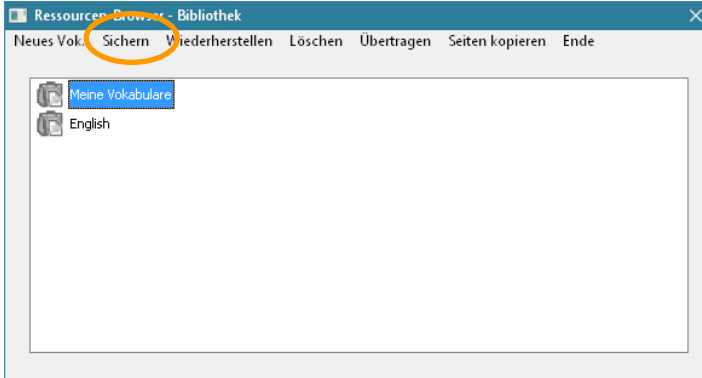 Ressourcen-Browser - Bibliothek
Neues Vok. Sichern Wiederherstellen Löschen Übertragen Seiten kopieren Ende
Meine Vokabulare
English